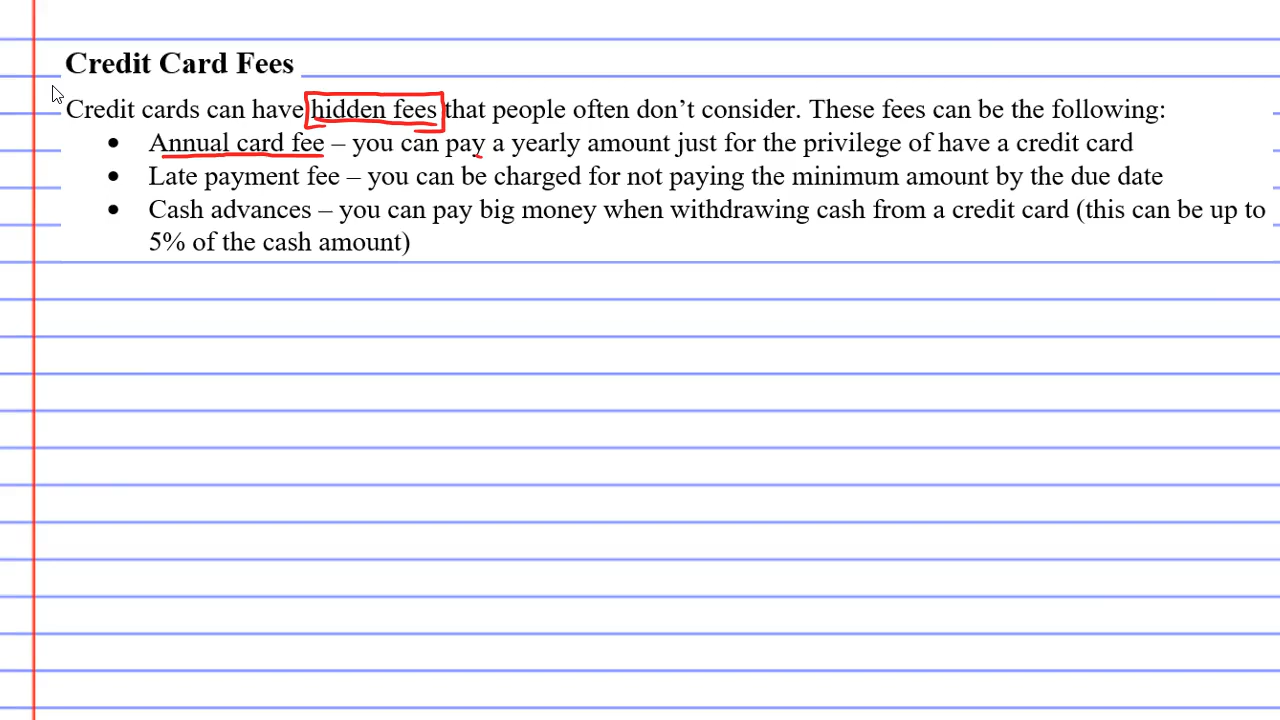 Credit Card Fees
Credit cards can have hidden fees that people often don’t consider. These fees can be the following:
• Annual card fee – you can pay a yearly amount just for the privilege of have a credit card
• Late payment fee – you can be charged for not paying the minimum amount by the due date
• Cash advances – you can pay big money when withdrawing cash from a credit card (this can be up to
5% of the cash amount)